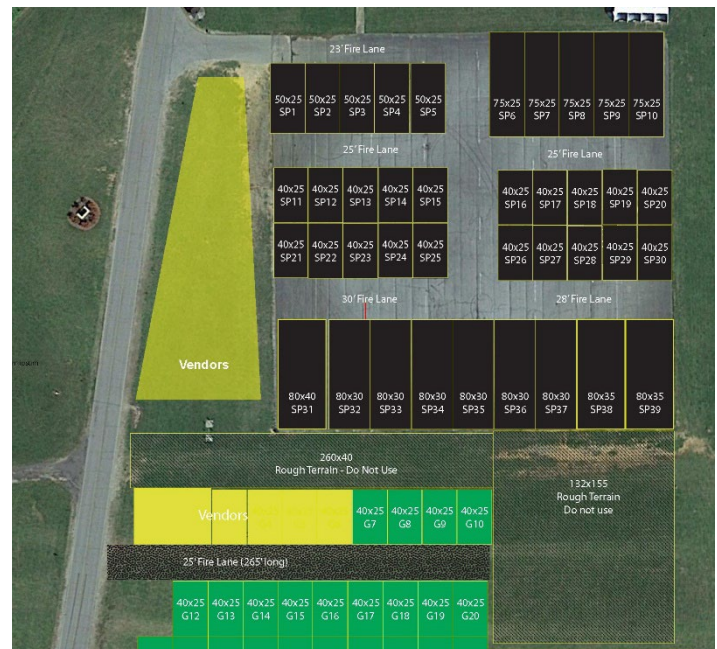 23' Fire Lane
50x25 50x25 50x25 50x25 50x25
SP1 SP2 SP3 SP4 SP5
75x25 75x25 75x25 75x25 75x25
SP6 SP7 SP8 SP9 SP10
25' Fire Lane
25' Fire Lane
40x25 40x25 40x25 40x25 40x25
SP11 SP12 SP13 SP14 SP15
40x25 40x25 40x25 40x25 40x25
SP16 SP17 SP18 SP19 SP20
40x25 40x25 40x25 40x25 40x25
SP21 SP22 SP23 SP24 SP25
40x25 40x25 40x25 40x25 40x25
SP26 SP27 SP28 SP29 SP30
30' Fire Lane
28' Fire Lane
Vendors
80x40 80x30 80x30 80x30 80x30 80x30 80x30 80x35 80x35
SP31 SP32 SP33 SP34 SP35 SP36 SP37 SP38 SP39
260x40
Rough Terrain - Do Not Use
132x155
Rough Terrain
Do not use
Vendors
40x25 40x25 40x25 40x25
G7 G8 G9 G10
25' Fire Lane (265' long)
40x25 40x25 40x25 40x25 40x25 40x25 40x25 40x25 40x25
G12 G13 G14 G15 G16 G17 G18 G19 G20